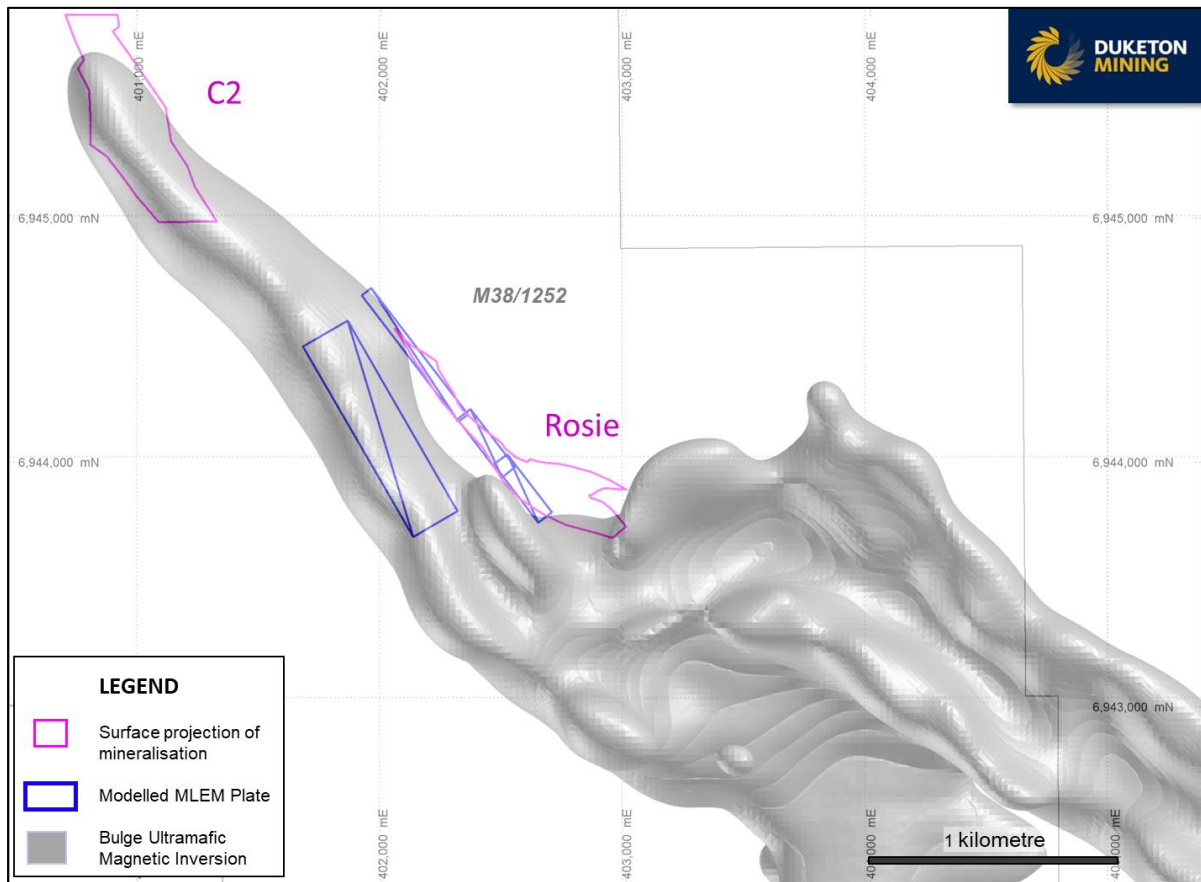 401,000 mE
402,000 mE
403,000 mE
404,000 mE
DUKETON
MINING
C2
6,945,000 mN
6,945,000 mN
M38/1252
Rosie
6,944,000 mN
6,944,000 mN
6,943,000 mN
LEGEND
Surface projection of
mineralisation
Modelled MLEM Plate
Bulge Ultramafic
Magnetic Inversion
402,000 mE
403,000 mE
1 kilometre